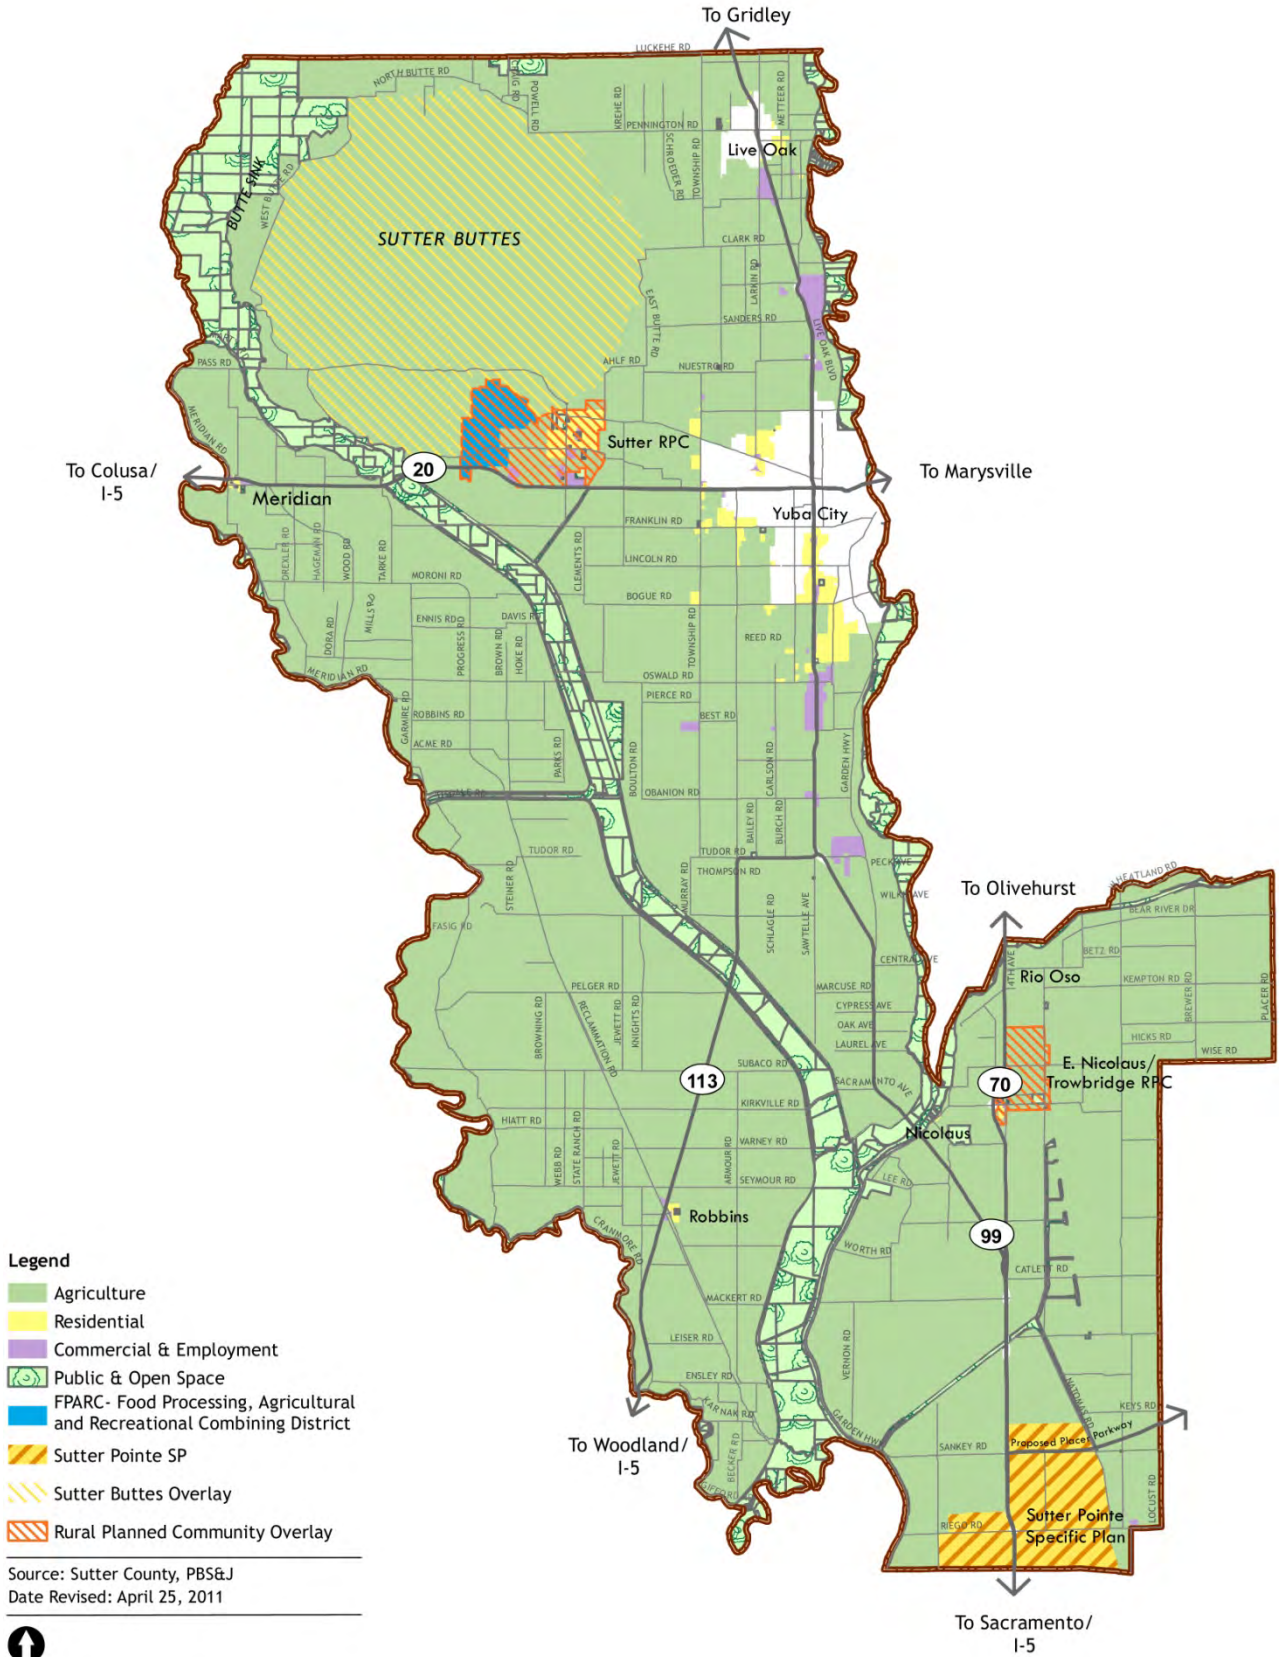 To Gridley
LUCKEHE RD
NORTH BUTTE RD
CRAIG RD
POWELL RD
KREHE RD
PENNINGTON RD
METTEER RD
SCHROEDER RD
TOWNSHIP RD
Live Oak
BUTTE SINK
WEST BUTTE RD
SUTTER BUTTES
CLARK RD
LARKIN RD
EAST BUTTE RD
SANDERS RD
LIVE OAK BLVD
PASS RD
AHLF RD
NUESTRO RD
MERIDIAN RD
Sutter RPC
To Colusa/
I-5
20
To Marysville
Meridian
Yuba City
FRANKLIN RD
DREXLER RD
HAGEMAN RD
WOOD RD
TARKE RD
CLEMENTS RD
LINCOLN RD
MORONI RD
BOGUE RD
MILLS RD
ENNIS RD
DAVIS RD
DORA RD
PROGRESS RD
BROWN RD
HOKE RD
TOWNSHIP RD
REED RD
MERIDIAN RD
OSWALD RD
PIERCE RD
GARMIRE RD
ROBBINS RD
BEST RD
ACME RD
PARKS RD
BOULTON RD
CARLSON RD
GARDEN HWY
OBANION RD
BAILEY RD
BURCH RD
TUDOR RD
TUDOR RD
PECK AVE
THOMPSON RD
STEINER RD
MURRAY RD
WILKIE AVE
To Olivehurst
WHEATLAND RD
BEAR RIVER DR
FASIG RD
SCHLAGLE RD
SAWTELLE AVE
CENTRAL AVE
4TH AVE
BETZ RD
Rio Oso
KEMPTON RD
BREWER RD
PLACER RD
PELGER RD
MARCUSE RD
BROWNING RD
RECLAMMATION RD
JEWETT RD
KNIGHTS RD
CYPRESS AVE
OAK AVE
LAUREL AVE
HICKS RD
WISE RD
SUBACO RD
E. Nicolaus/
Trowbridge RPC
113
SACRAMENTO AVE
70
KIRKVILLE RD
HIATT RD
STATE RANCH RD
Nicolaus
VARNEY RD
WEBB RD
JEWETT RD
ARMOUR RD
SEYMOUR RD
LEE RD
Robbins
CRANMORE RD
99
WORTH RD
CATLETT RD
Legend
Agriculture
Residential
Commercial & Employment
Public & Open Space
FPARC- Food Processing, Agricultural
and Recreational Combining District
Sutter Pointe SP
Sutter Buttes Overlay
Rural Planned Community Overlay
MACKERT RD
LEISER RD
VERNON RD
ENSLEY RD
KARNAK RD
NATOMAS RD
KEYS RD
GARDEN HWY
To Woodland/
I-5
BECKER RD
SANKEY RD
Proposed Placer Parkway
LOCUST RD
RIEGO RD
Sutter Pointe
Specific Plan
Source: Sutter County, PBS&J
Date Revised: April 25, 2011
To Sacramento/
I-5